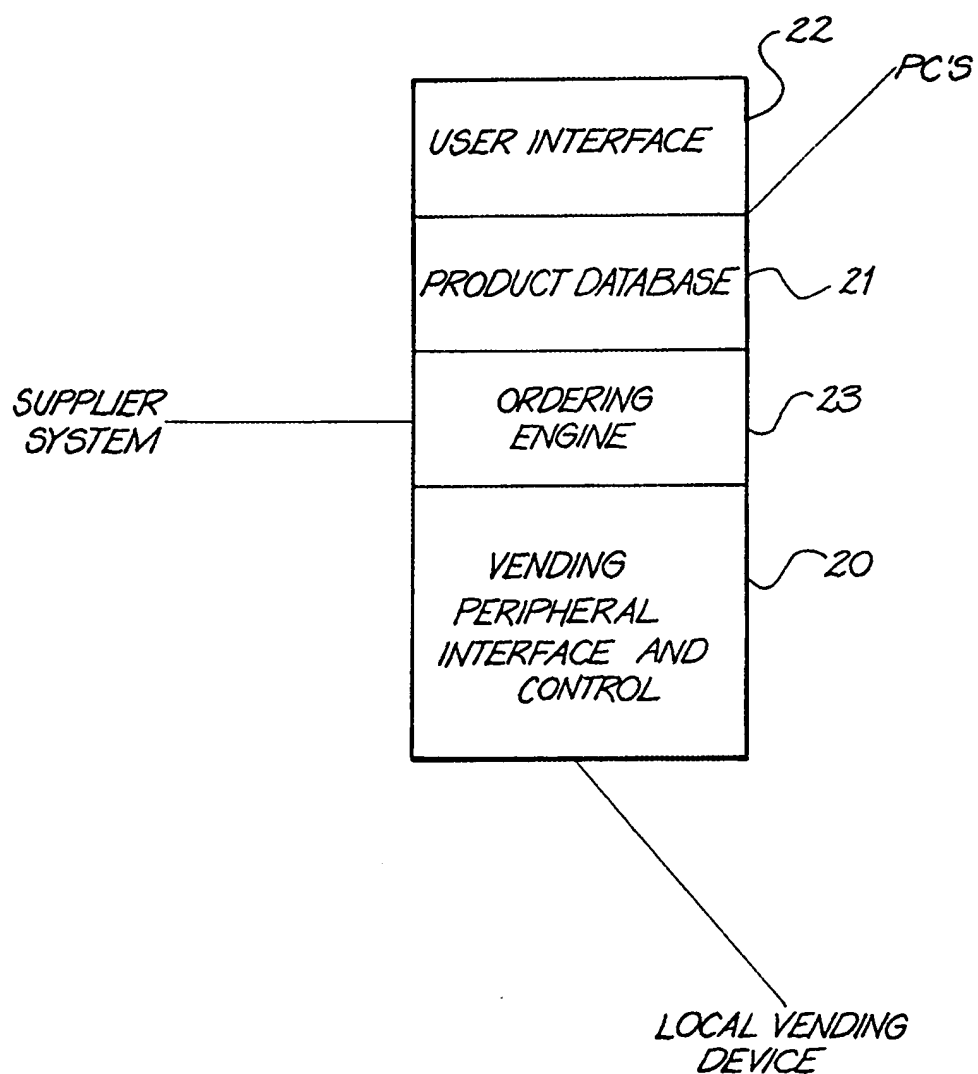 22
PC'S
USER INTERFACE
PRODUCT DATABASE
21
SUPPLIER
SYSTEM
ORDERING
ENGINE
23
VENDING
PERIPHERAL
INTERFACE AND
CONTROL
20
LOCAL VENDING
DEVICE